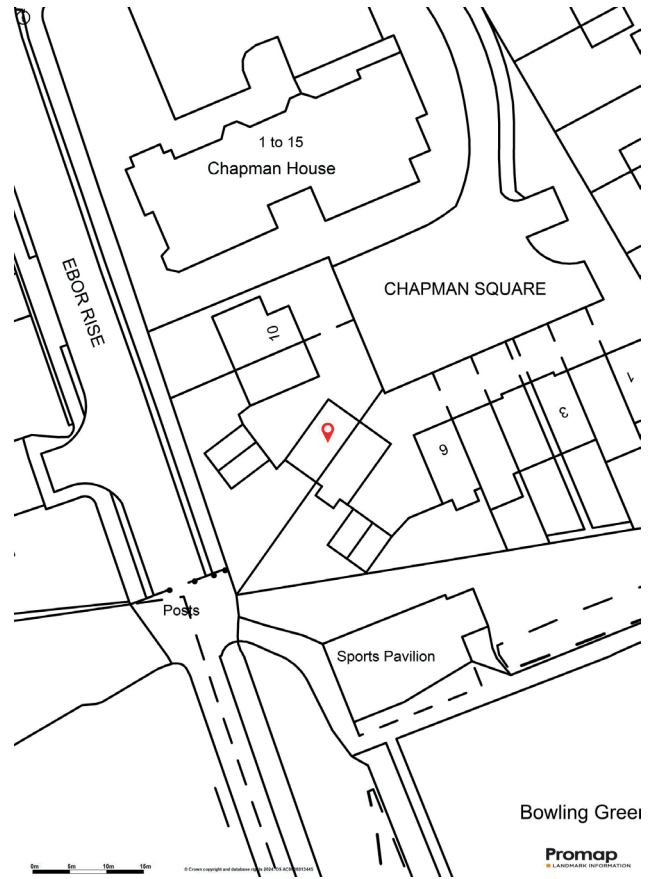 1 to 15
Chapman House
EBOR RISE
CHAPMAN SQUARE
10
1
3
6
Posts
Sports Pavilion
Bowling Green
0m 5m 10m 15m
Promap
LANDMARK INFORMATION